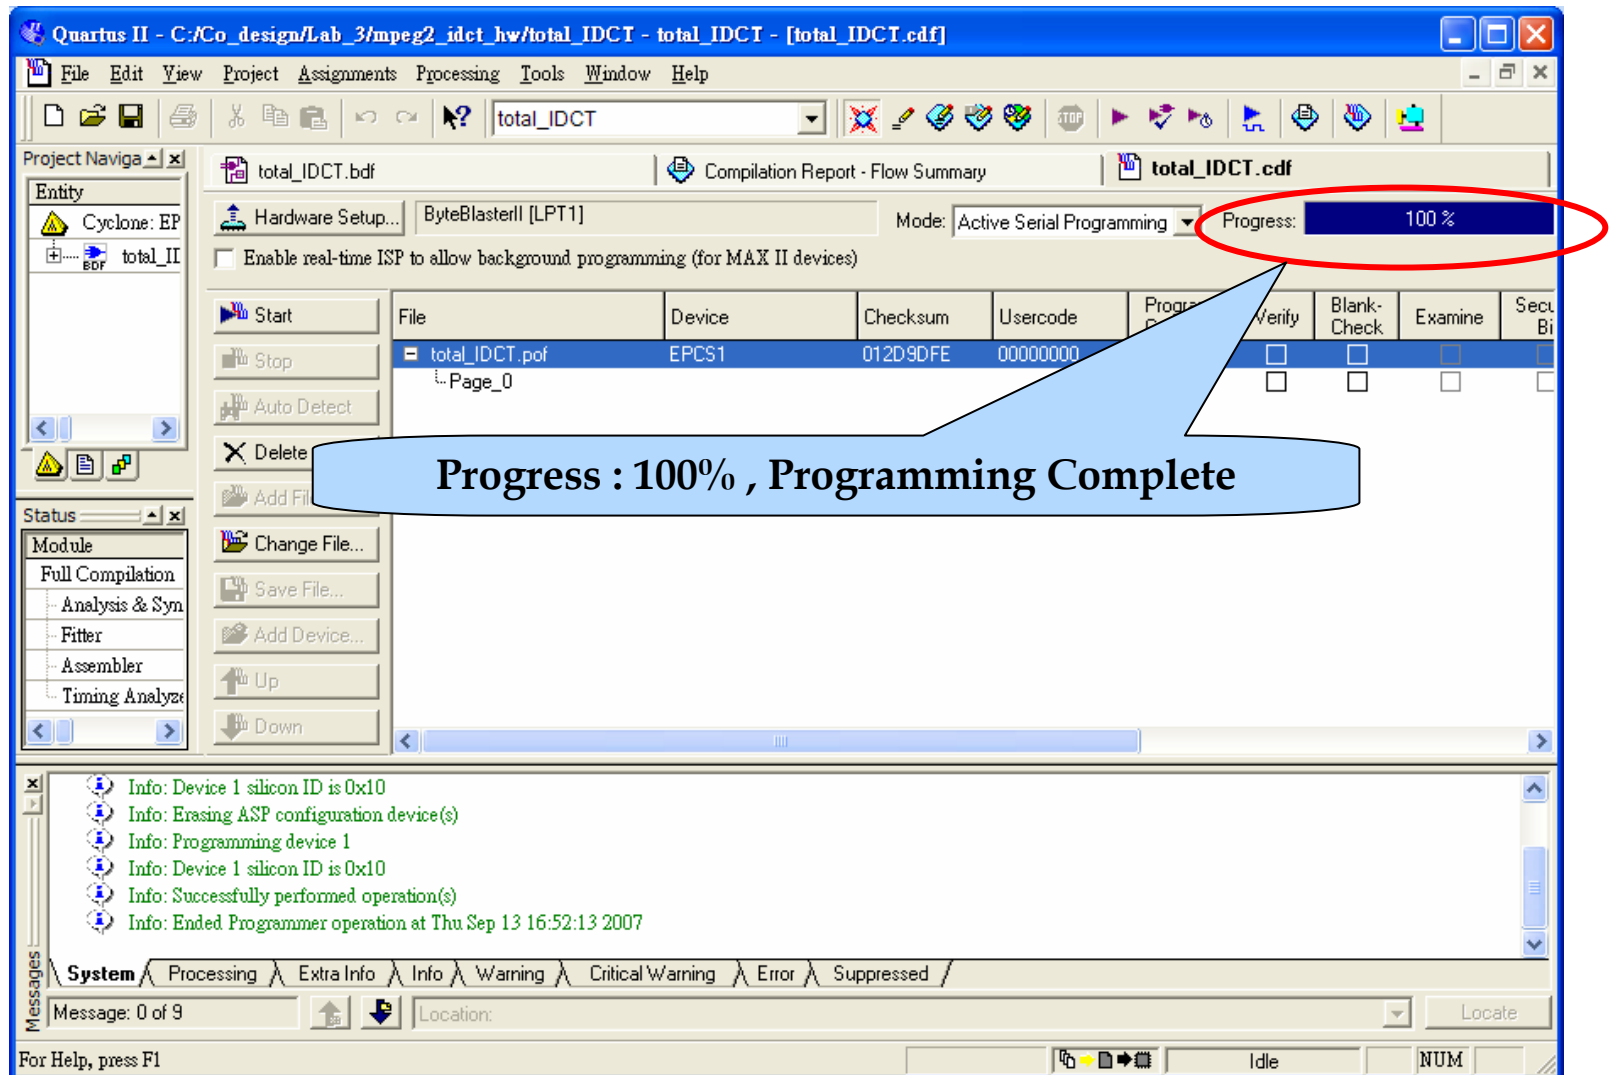 Quartus II - C:/Co_design/Lab_3/mpeg2_idct_hw/total_IDCT - total_IDCT - [total_IDCT.cdf]
File Edit View Project Assignments Processing Tools Window Help
total_IDCT
STOP
Project Naviga
Entity
Cyclone: EP
total_II
BDF
total_IDCT.bdf
Compilation Report - Flow Summary
total_IDCT.cdf
Hardware Setup...
ByteBlasterII [LPT1]
Mode: Active Serial Programming
Progress: 100 %
Enable real-time ISP to allow background programming (for MAX II devices)
Start
Stop
Auto Detect
Delete
Add Fil
Change File...
Save File...
Add Device...
Up
Down
File Device Checksum Usercode Verify Blank-Check Examine Secu Bi
total_IDCT.pof EPCS1 012D9DFE 00000000
Page_0
Progress : 100% , Programming Complete
Status
Module
Full Compilation
Analysis & Syn
Fitter
Assembler
Timing Analyze
Info: Device 1 silicon ID is 0x10
Info: Erasing ASP configuration device(s)
Info: Programming device 1
Info: Device 1 silicon ID is 0x10
Info: Successfully performed operation(s)
Info: Ended Programmer operation at Thu Sep 13 16:52:13 2007
Messages
System Processing Extra Info Info Warning Critical Warning Error Suppressed
Message: 0 of 9
Location:
Locate
For Help, press F1
Idle
NUM